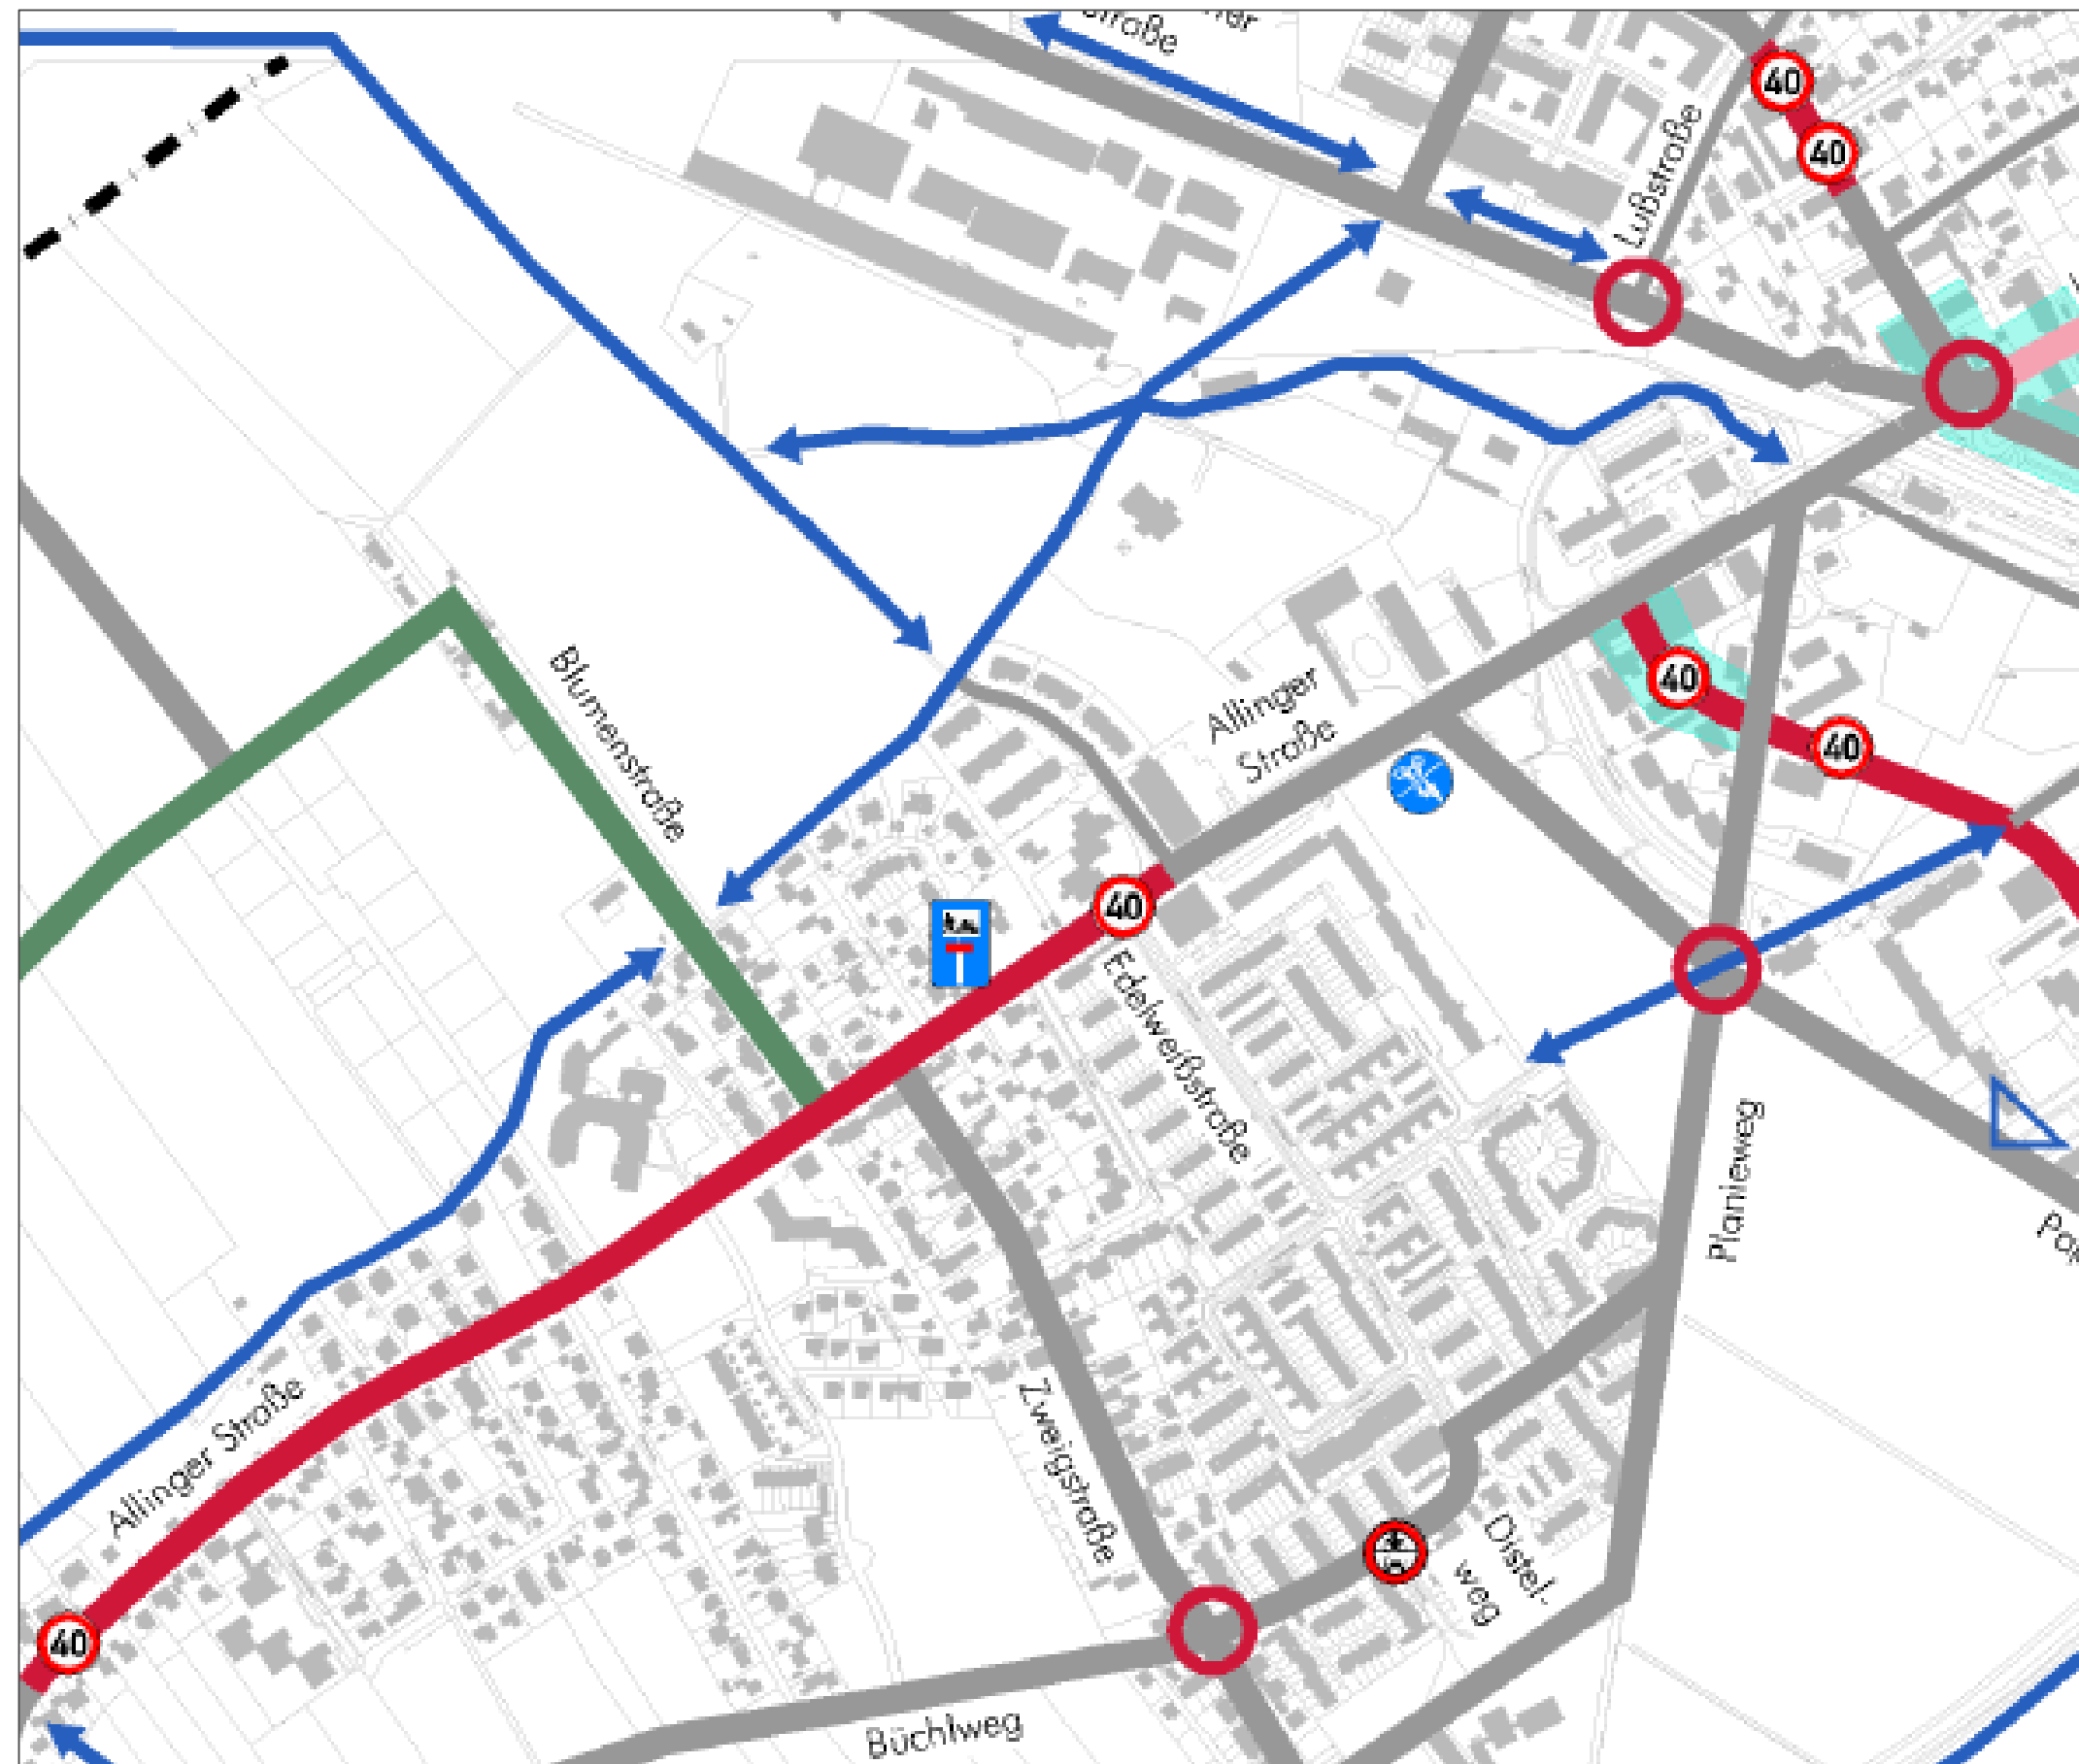 straße
40
40
Lußstraße
Blumenstraße
40
Allinger
Straße
40
40
Edelweißstraße
Planieweg
Allinger Straße
Zweigstraße
Distel-
weg
40
Büchlweg